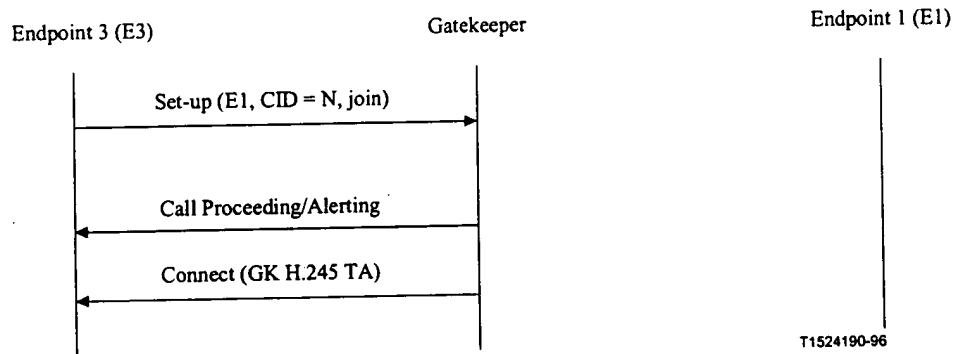 Endpoint 3 (E3)
Gatekeeper
Endpoint 1 (E1)
Set-up (E1, CID = N, join)
Call Proceeding/Alerting
Connect (GK H.245 TA)
T1524190-96